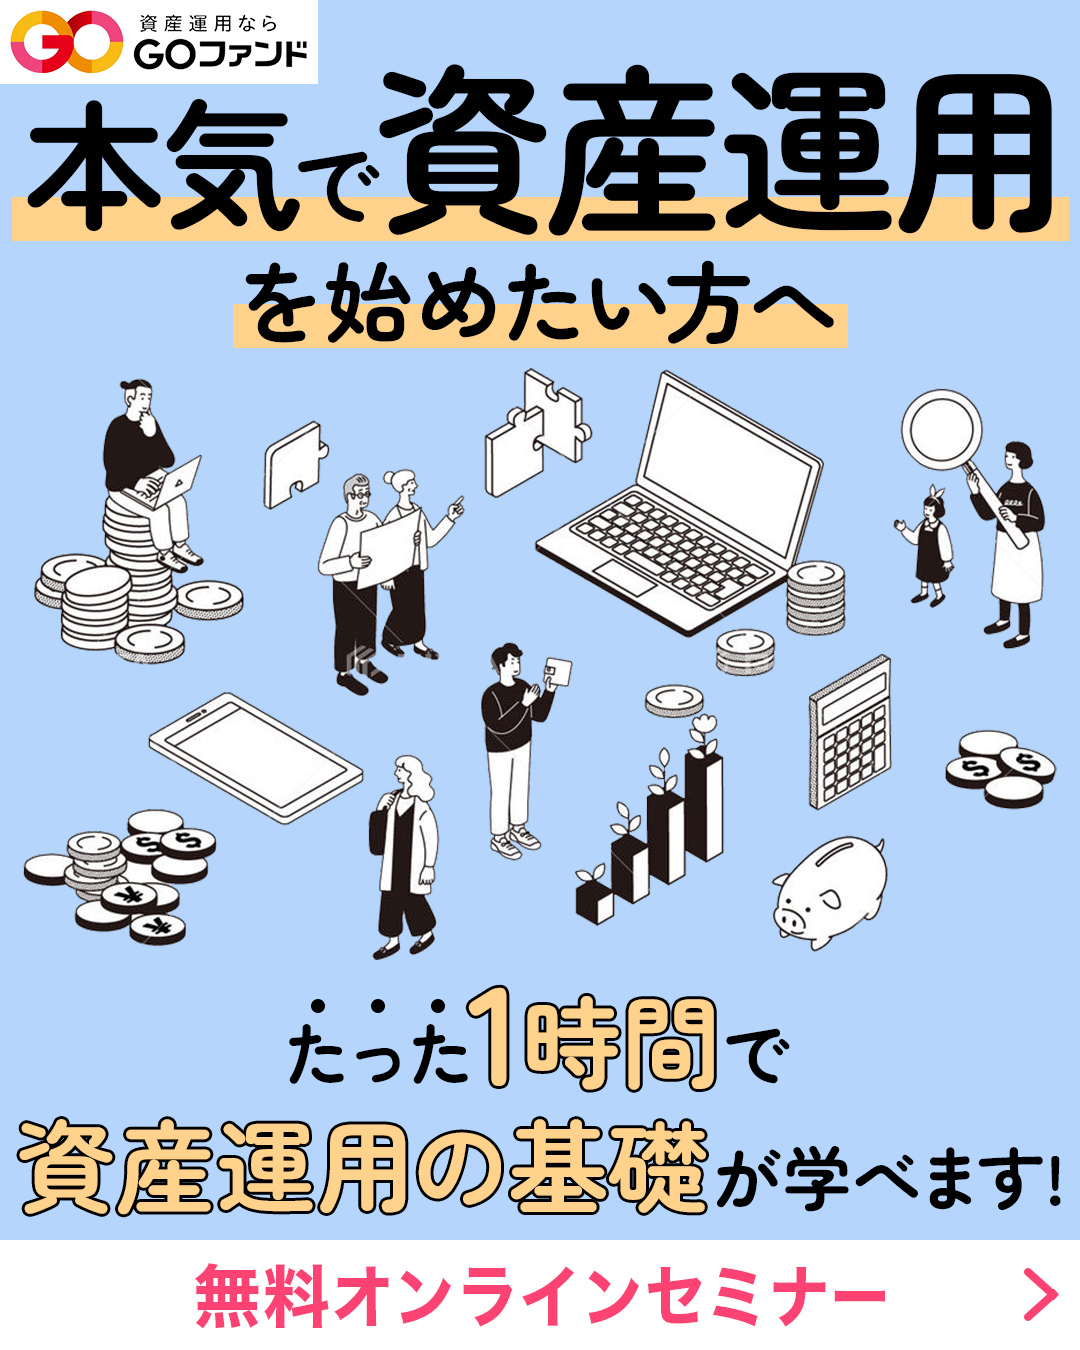 資産運用なら
GOファンド
本気で資産運用
を始めたい方へ
たった1時間で
資産運用の基礎が学べます!
無料オンラインセミナー